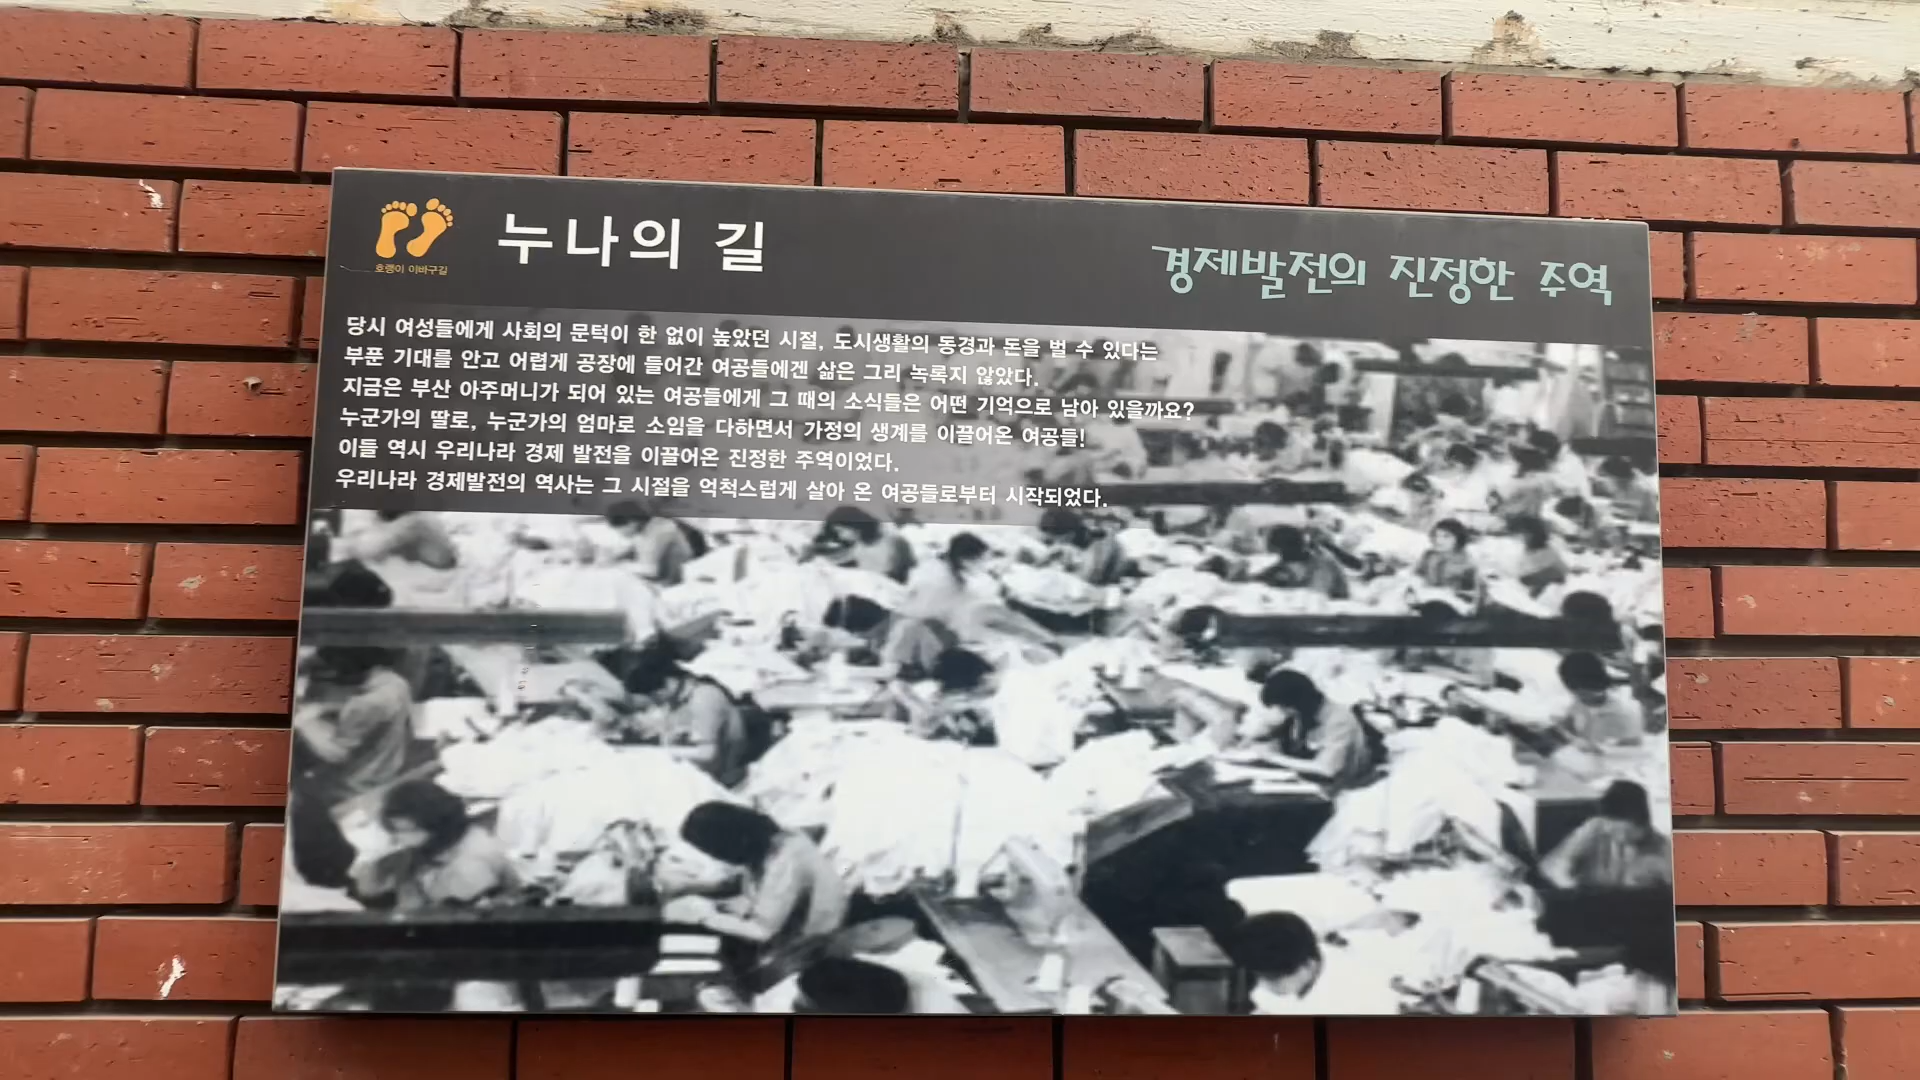 호랭이 이바구길
누나의 길
경제발전의 진정한 주역
당시 여성들에게 사회의 문턱이 한 없이 높았던 시절, 도시생활의 동경과 돈을 벌 수 있다는
부푼 기대를 안고 어렵게 공장에 들어간 여공들에겐 삶은 그리 녹록지 않았다.
지금은 부산 아주머니가 되어 있는 여공들에게 그 때의 소식들은 어떤 기억으로 남아 있을까요?
누군가의 딸로, 누군가의 엄마로 소임을 다하면서 가정의 생계를 이끌어온 여공들!
이들 역시 우리나라 경제 발전을 이끌어온 진정한 주역이었다.
우리나라 경제발전의 역사는 그 시절을 억척스럽게 살아 온 여공들로부터 시작되었다.